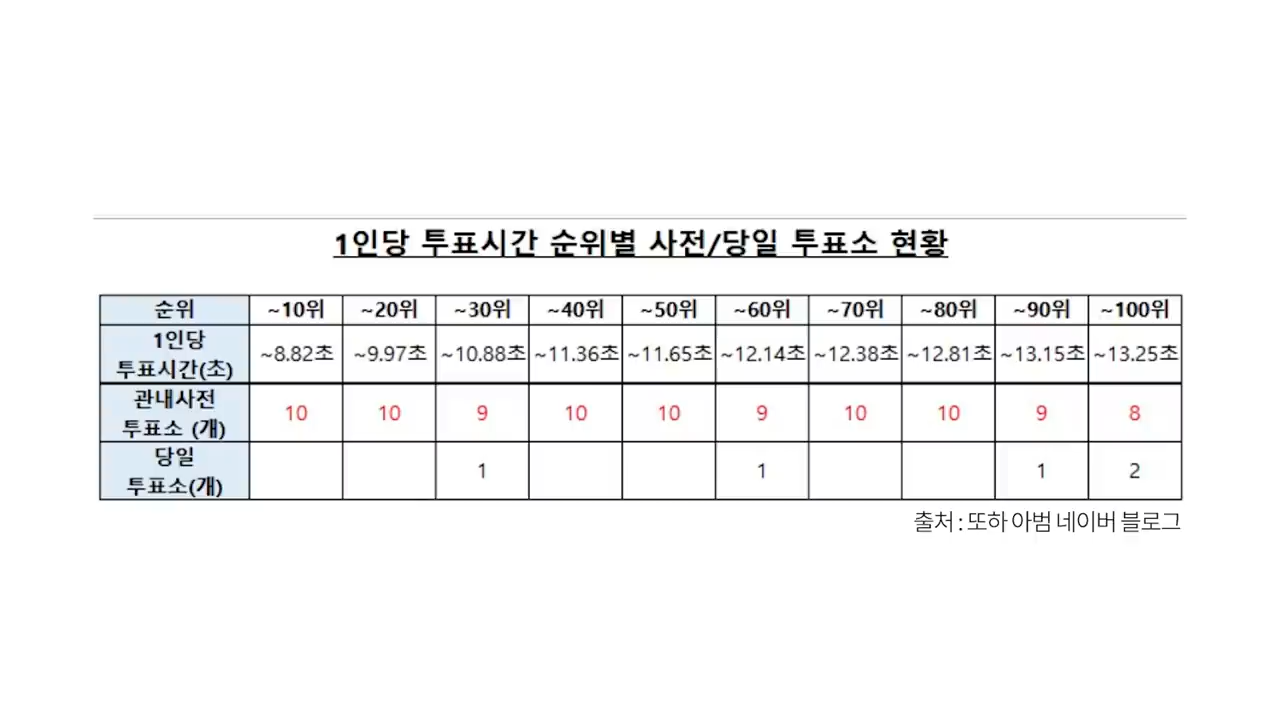 1인당 투표시간 순위별 사전/당일 투표소 현황
순위 ~10위 ~20위 ~30위 ~40위 ~50위 ~60위 ~70위 ~80위 ~90위 ~100위
1인당
투표시간(초) ~8.82초 ~9.97초 ~10.88초 ~11.36초 ~11.65초 ~12.14초 ~12.38초 ~12.81초 ~13.15초 ~13.25초
관내사전
투표소 (개) 10 10 9 10 10 9 10 10 9 8
당일
투표소(개) 1 1 1 2
출처 : 또하 아범 네이버 블로그